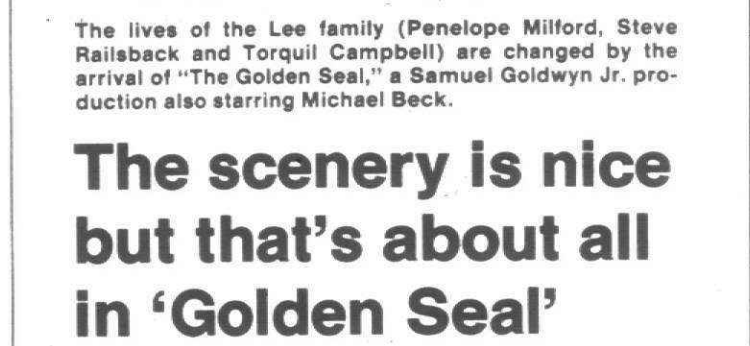 The lives of the Lee family (Penelope Milford, Steve
Railsback and Torquil Campbell) are changed by the
arrival of "The Golden Seal," a Samuel Goldwyn Jr. pro-
duction also starring Michael Beck.
The scenery is nice
but that's about all
in 'Golden Seal'